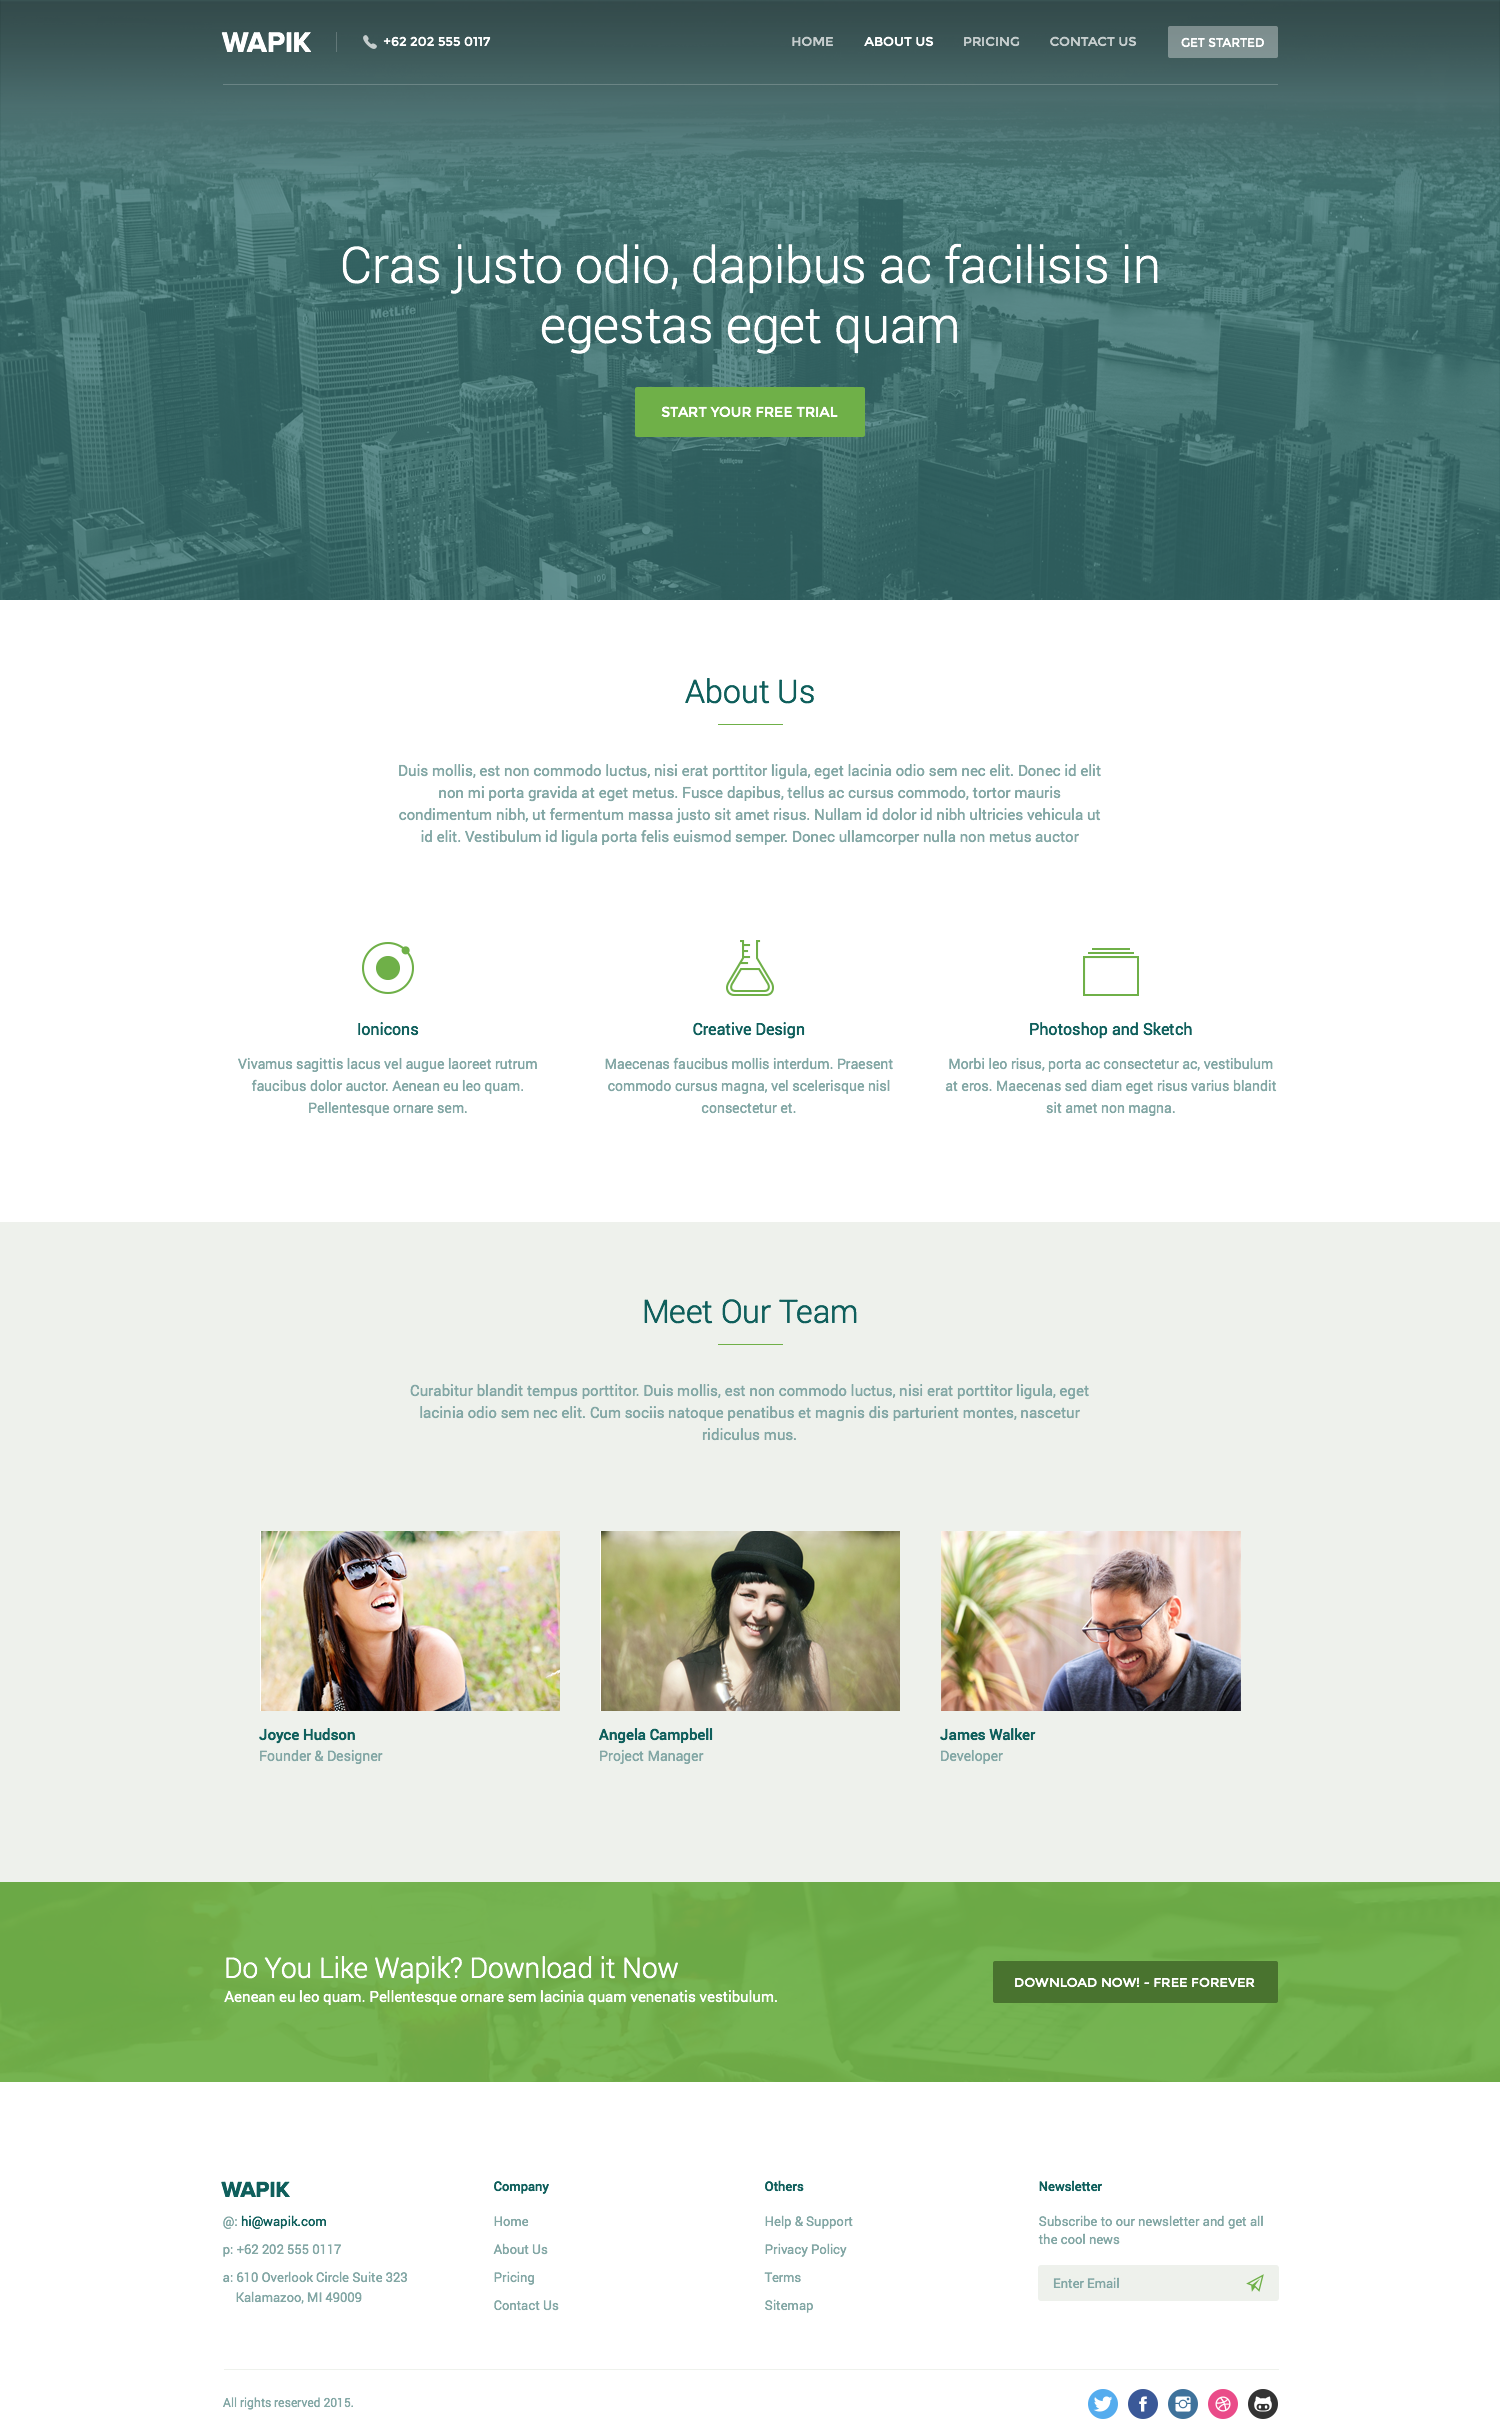 WAPIK
+62 202 555 0117
HOME
ABOUT US
PRICING
CONTACT US
GET STARTED
MetLife
Cras justo odio, dapibus ac facilisis in
egestas eget quam
START YOUR FREE TRIAL
100
About Us
Duis mollis, est non commodo luctus, nisi erat porttitor ligula, eget lacinia odio sem nec elit. Donec id elit
non mi porta gravida at eget metus. Fusce dapibus, tellus ac cursus commodo, tortor mauris
condimentum nibh, ut fermentum massa justo sit amet risus. Nullam id dolor id nibh ultricies vehicula ut
id elit. Vestibulum id ligula porta felis euismod semper. Donec ullamcorper nulla non metus auctor
Ionicons
Vivamus sagittis lacus vel augue laoreet rutrum
faucibus dolor auctor. Aenean eu leo quam.
Pellentesque ornare sem.
Creative Design
Maecenas faucibus mollis interdum. Praesent
commodo cursus magna, vel scelerisque nisl
consectetur et.
Photoshop and Sketch
Morbi leo risus, porta ac consectetur ac, vestibulum
at eros. Maecenas sed diam eget risus varius blandit
sit amet non magna.
Meet Our Team
Curabitur blandit tempus porttitor. Duis mollis, est non commodo luctus, nisi erat porttitor ligula, eget
lacinia odio sem nec elit. Cum sociis natoque penatibus et magnis dis parturient montes, nascetur
ridiculus mus.
Joyce Hudson
Founder & Designer
Angela Campbell
Project Manager
James Walker
Developer
Do You Like Wapik? Download it Now
Aenean eu leo quam. Pellentesque ornare sem lacinia quam venenatis vestibulum.
DOWNLOAD NOW! - FREE FOREVER
WAPIK
@: hi@wapik.com
p: +62 202 555 0117
a: 610 Overlook Circle Suite 323
Kalamazoo, MI 49009
Company
Home
About Us
Pricing
Contact Us
Others
Help & Support
Privacy Policy
Terms
Sitemap
Newsletter
Subscribe to our newsletter and get all
the cool news
Enter Email
All rights reserved 2015.